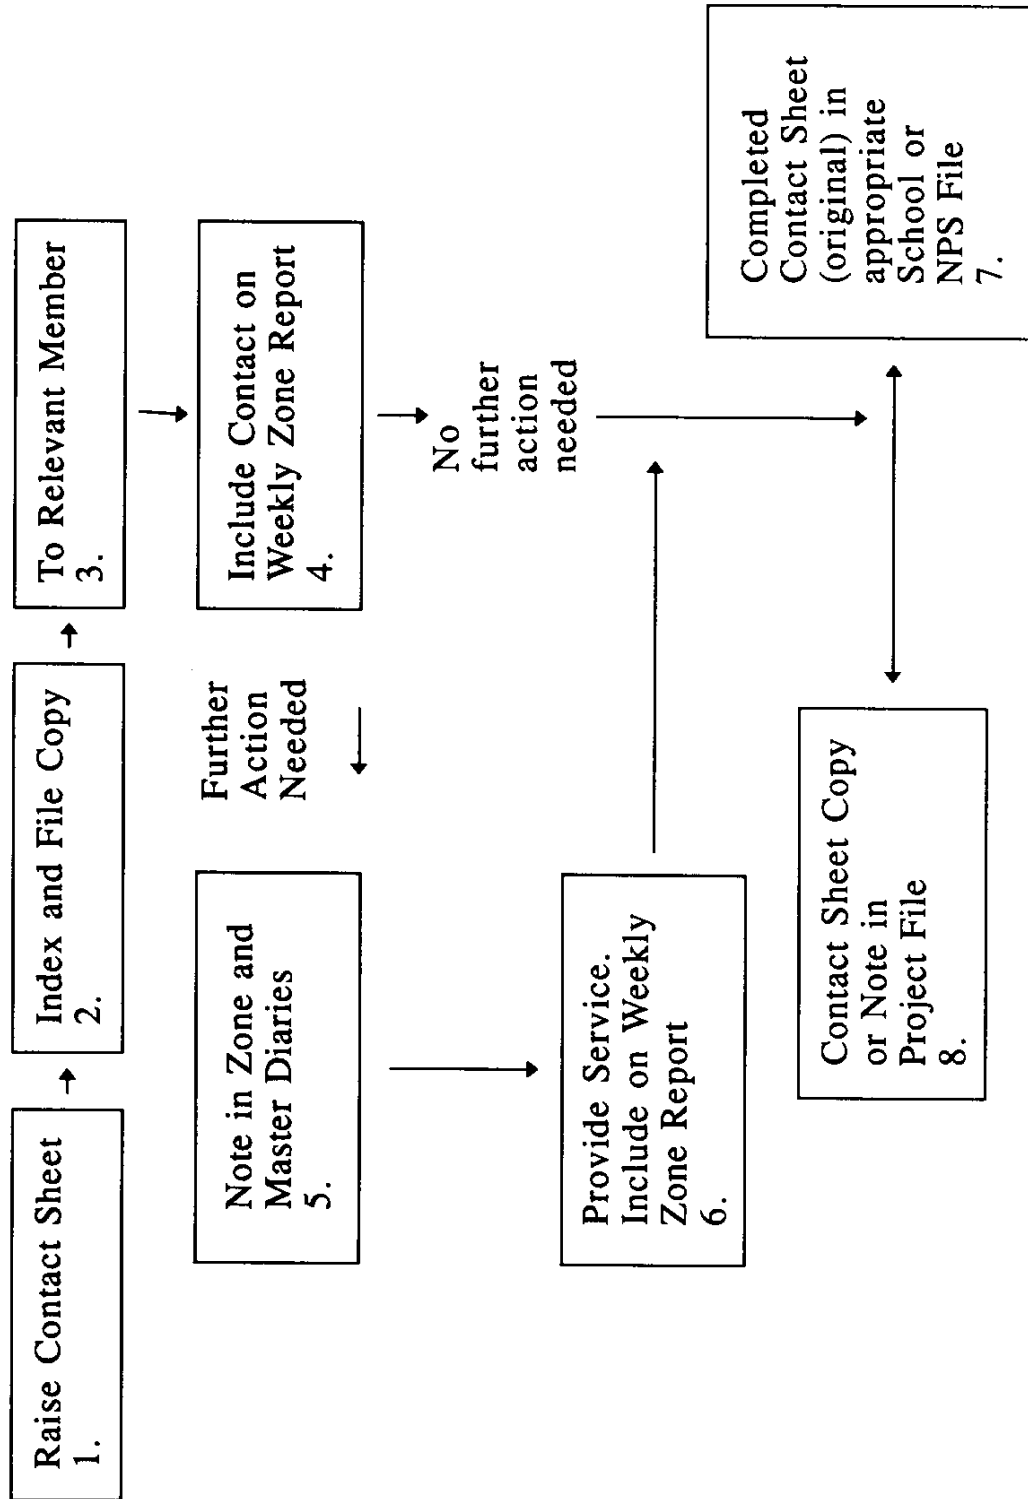 Raise Contact Sheet
1.
Index and File Copy
2.
To Relevant Member
3.
Include Contact on
Weekly Zone Report
4.
Further
Action
Needed
No
further
action
needed
Note in Zone and
Master Diaries
5.
Provide Service.
Include on Weekly
Zone Report
6.
Completed
Contact Sheet
(original) in
appropriate
School or
NPS File
7.
Contact Sheet Copy
or Note in
Project File
8.